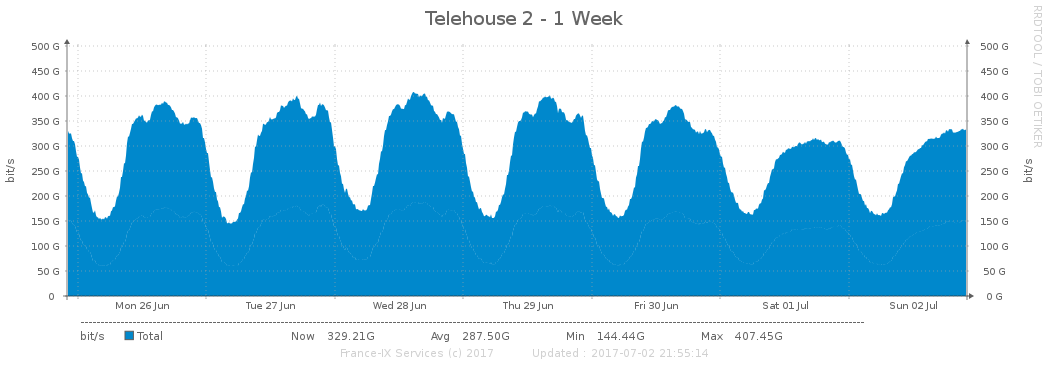 Telehouse 2 - 1 Week
RRDTOOL / TOBI OETIKER
500 G 500 G
450 G 450 G
400 G 400 G
350 G 350 G
300 G 300 G
250 G 250 G
200 G 200 G
150 G 150 G
100 G 100 G
50 G 50 G
0 0 G
bit/s bit/s
Mon 26 Jun Tue 27 Jun Wed 28 Jun Thu 29 Jun Fri 30 Jun Sat 01 Jul Sun 02 Jul
bit/s Total Now 329.21G Avg 287.50G Min 144.44G Max 407.45G
France-IX Services (c) 2017 Updated : 2017-07-02 21:55:14